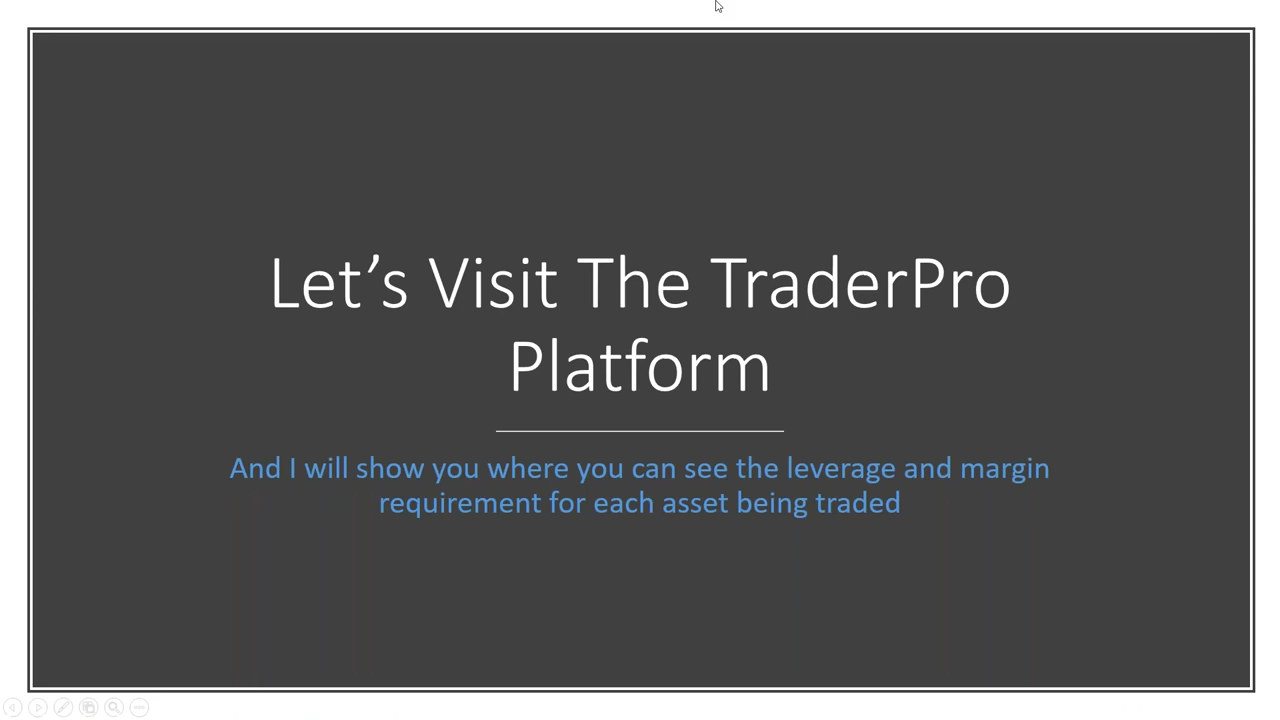 Let’s Visit The TraderPro
Platform
And I will show you where you can see the leverage and margin
requirement for each asset being traded